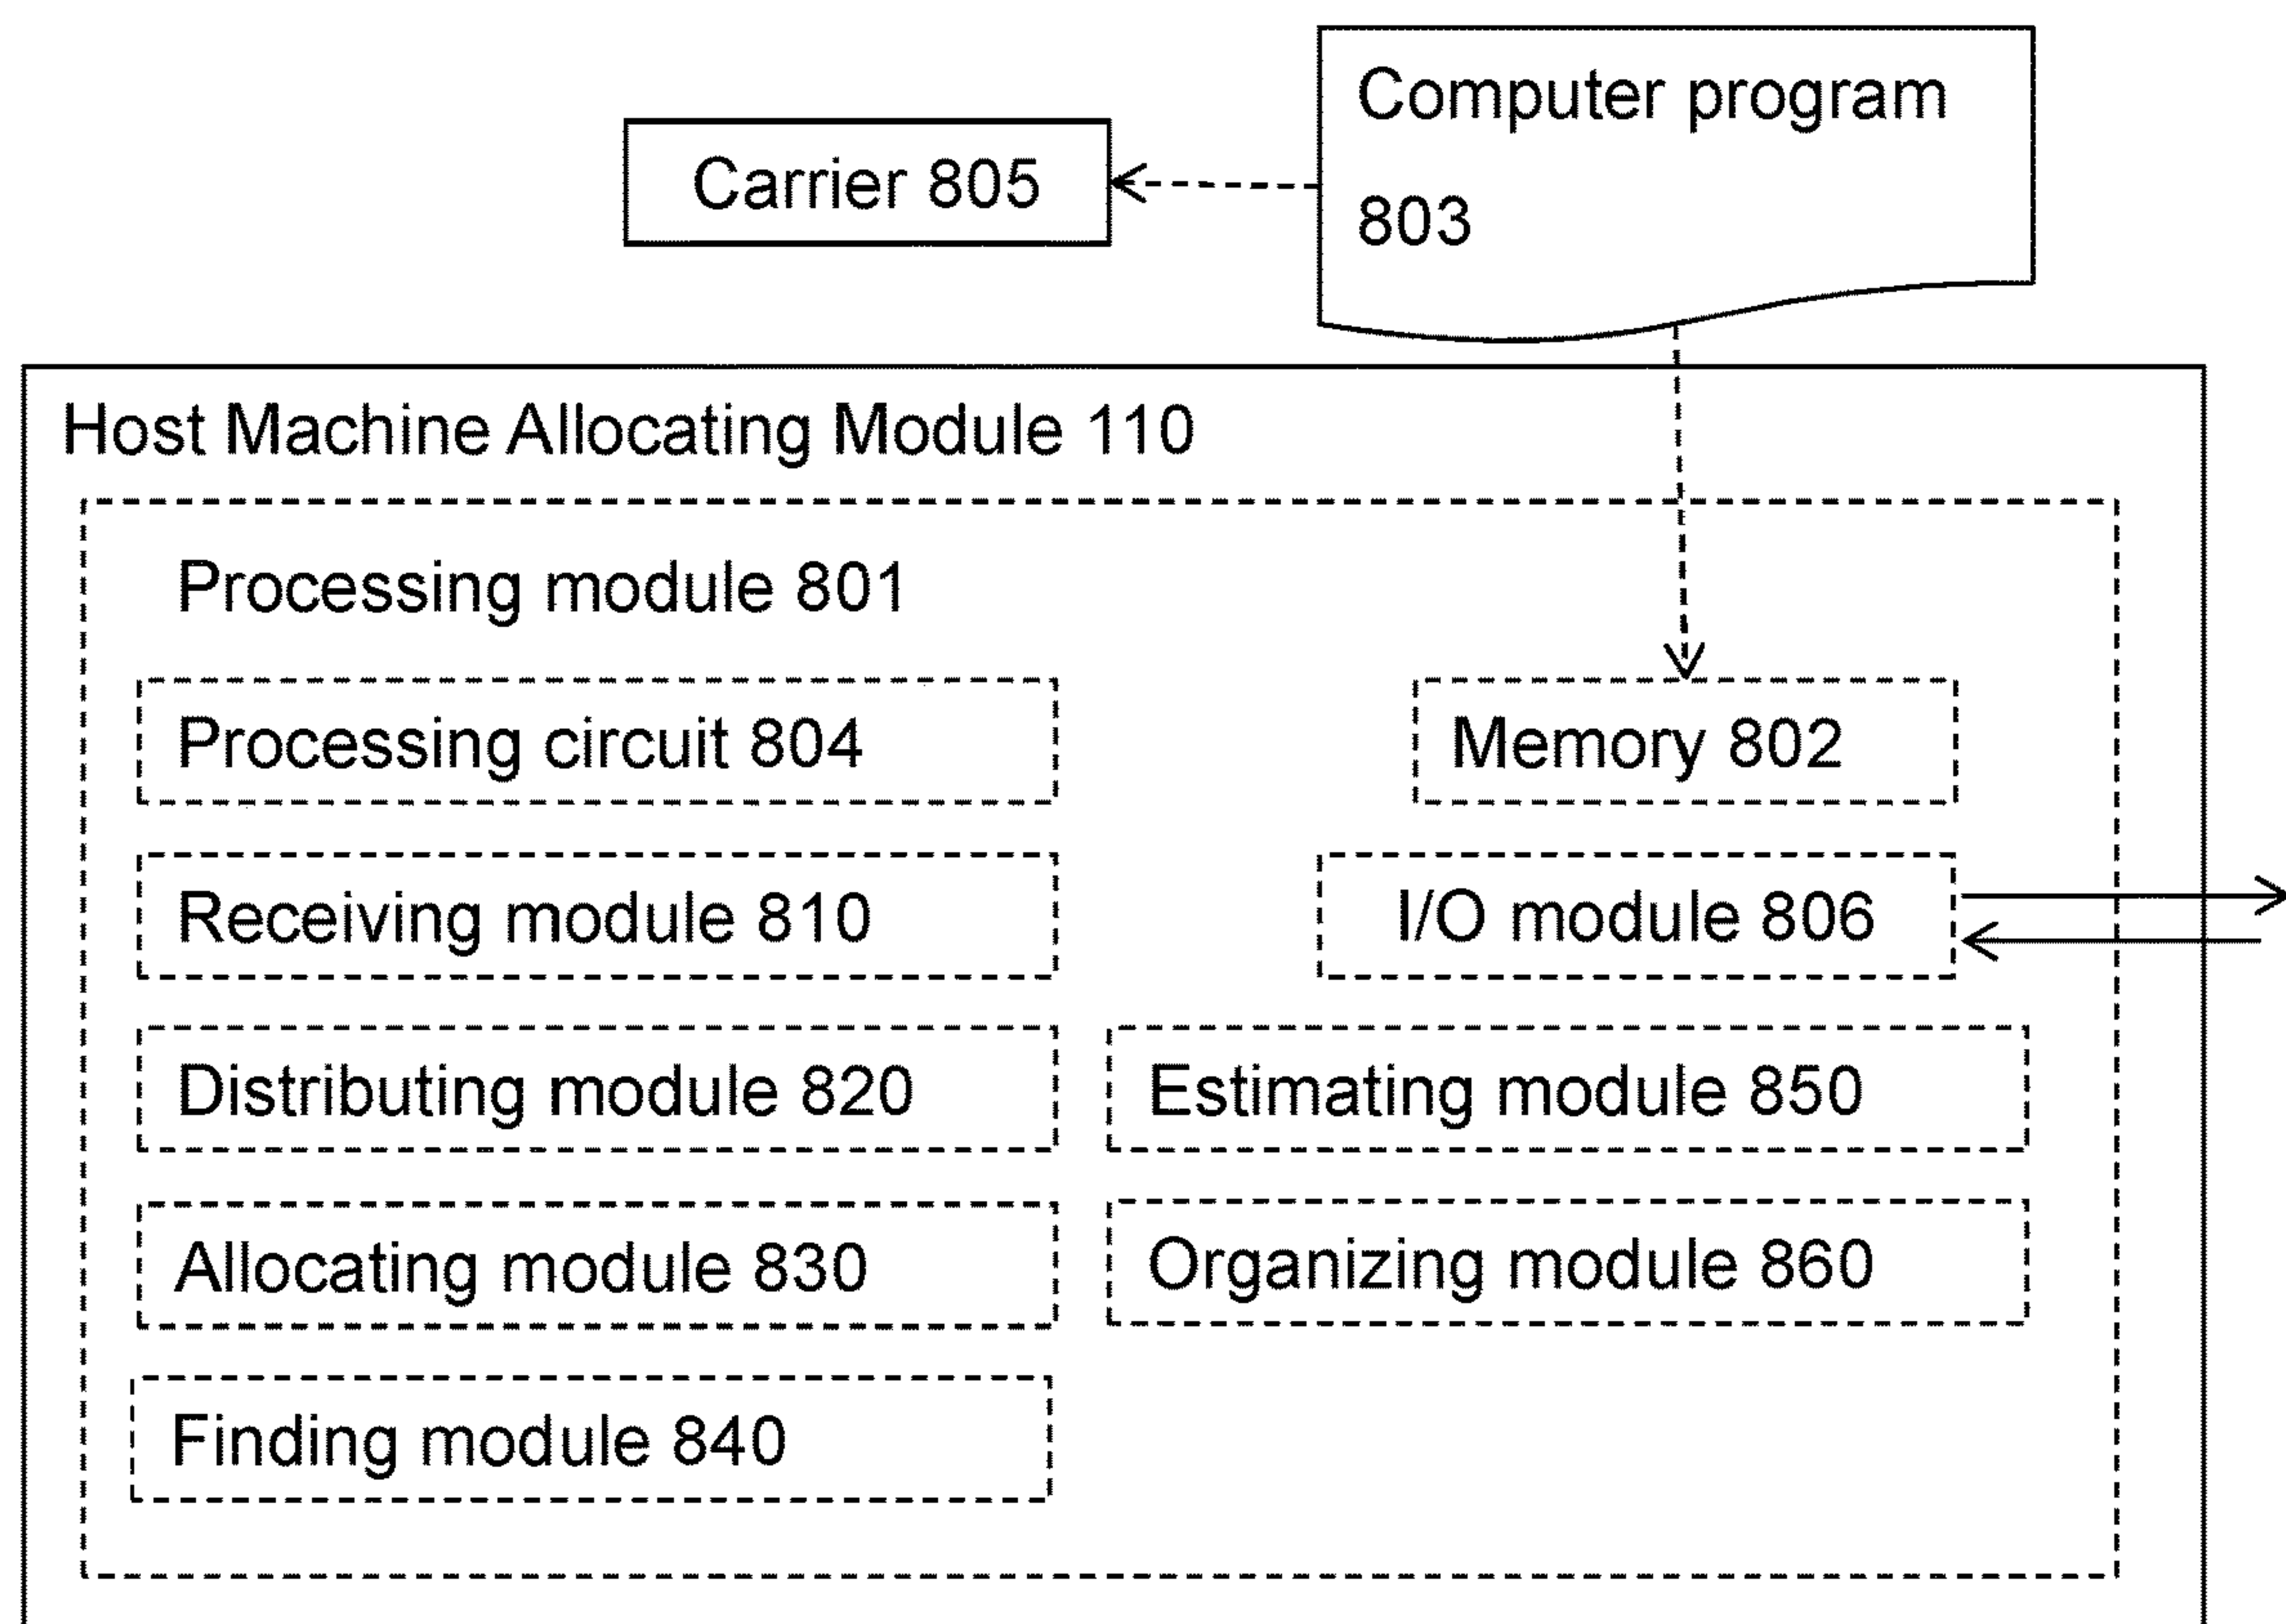 Computer program
803
Carrier 805
Host Machine Allocating Module 110
Processing module 801
Processing circuit 804
Memory 802
Receiving module 810
I/O module 806
Distributing module 820
Estimating module 850
Allocating module 830
Organizing module 860
Finding module 840